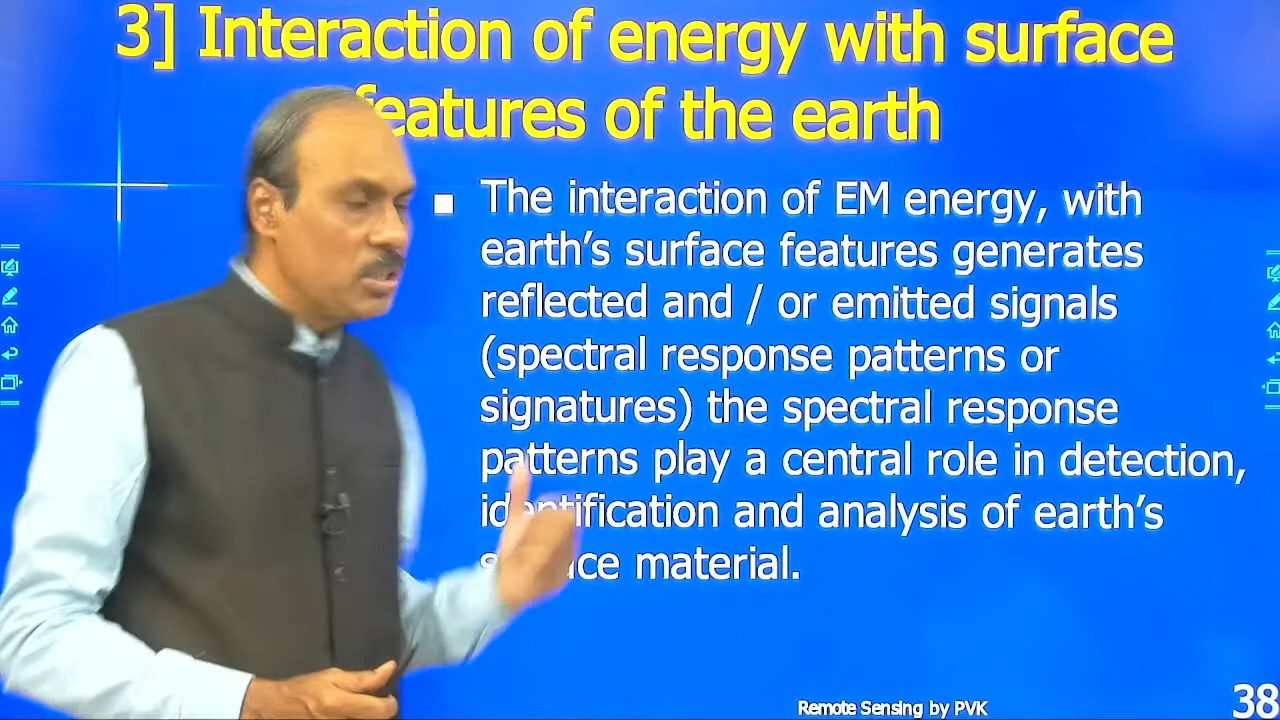 3] Interaction of energy with surface
features of the earth
The interaction of EM energy, with
earth's surface features generates
reflected and / or emitted signals
(spectral response patterns or
signatures) the spectral response
patterns play a central role in detection,
identification and analysis of earth's
surface material.
Remote Sensing by PVK
38